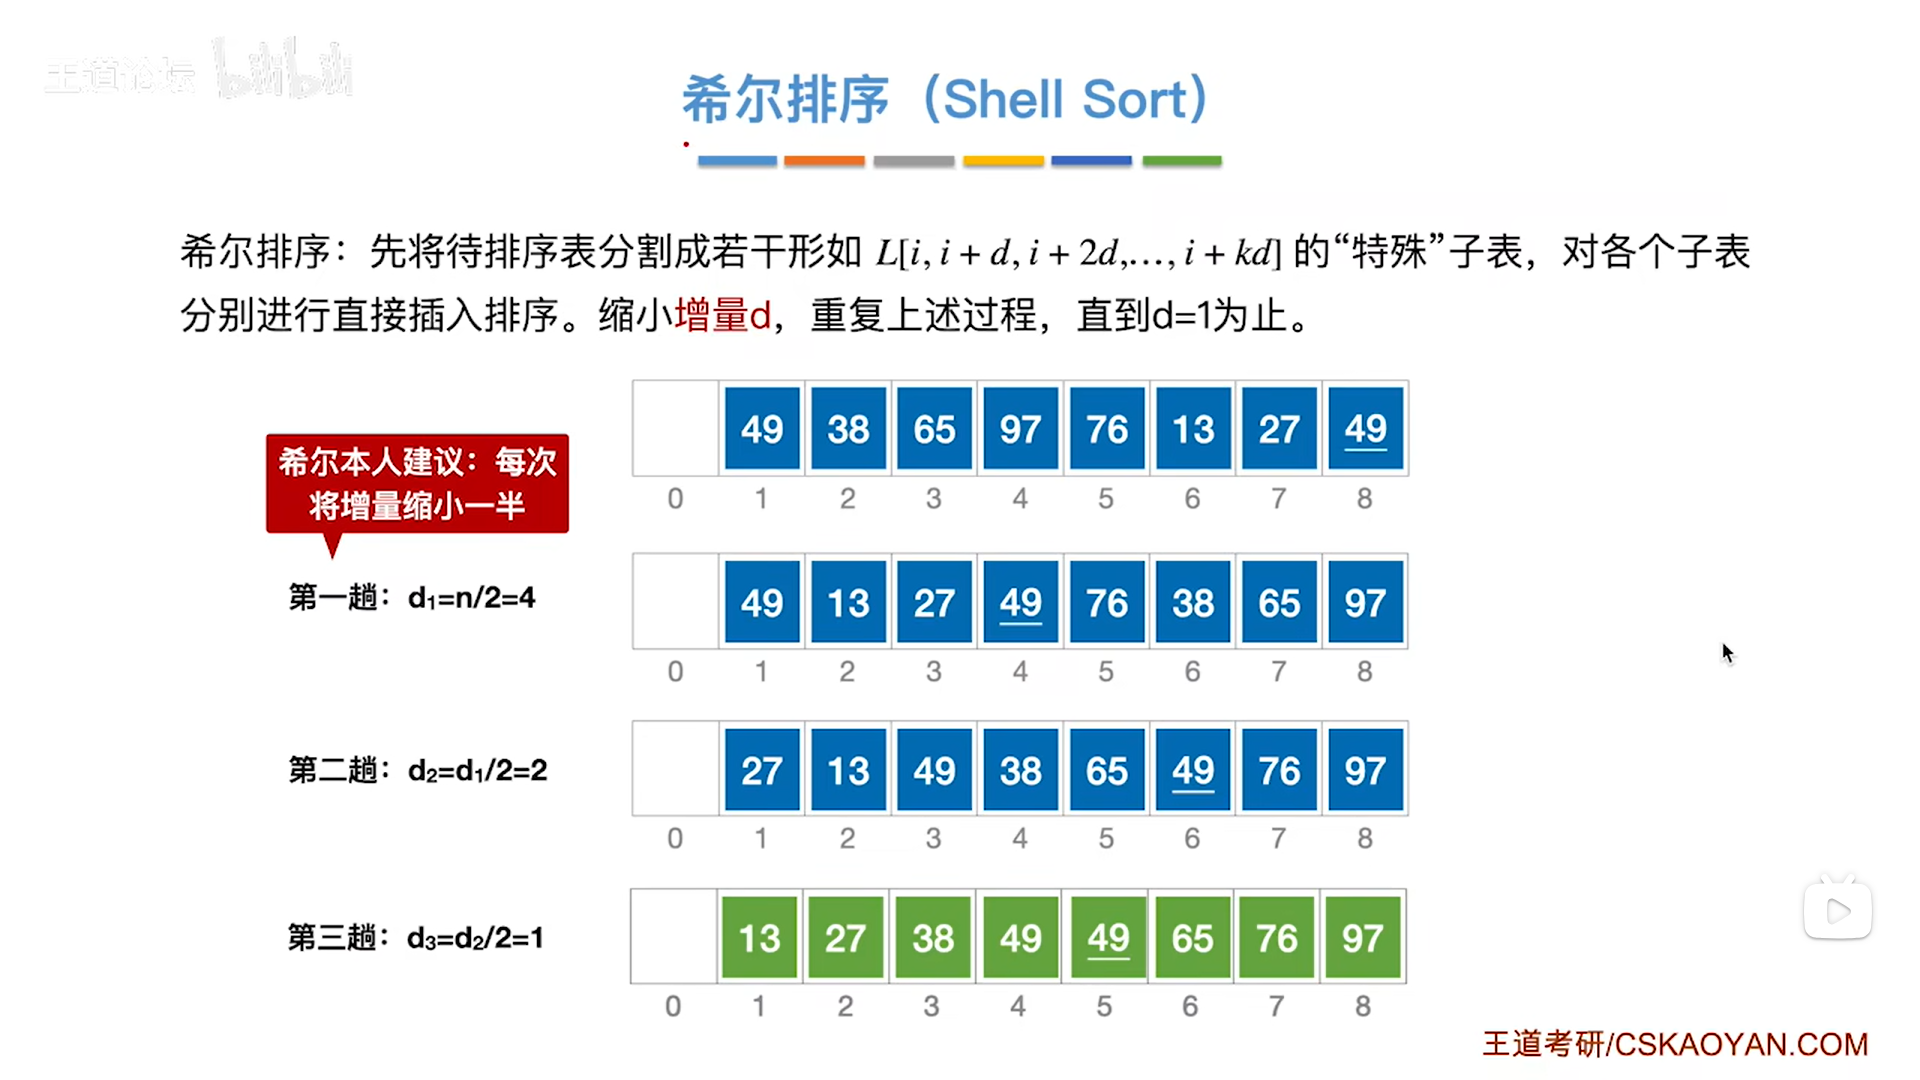 王道论坛 bilibili
希尔排序（Shell Sort）
希尔排序：先将待排序表分割成若干形如 L[i, i + d, i + 2d,…, i + kd] 的“特殊”子表，对各个子表
分别进行直接插入排序。缩小增量d，重复上述过程，直到d=1为止。
49 38 65 97 76 13 27 49
0 1 2 3 4 5 6 7 8
希尔本人建议：每次
将增量缩小一半
第一趟：d₁=n/2=4
49 13 27 49 76 38 65 97
0 1 2 3 4 5 6 7 8
第二趟：d₂=d₁/2=2
27 13 49 38 65 49 76 97
0 1 2 3 4 5 6 7 8
第三趟：d₃=d₂/2=1
13 27 38 49 49 65 76 97
0 1 2 3 4 5 6 7 8
王道考研/CSKAOYAN.COM